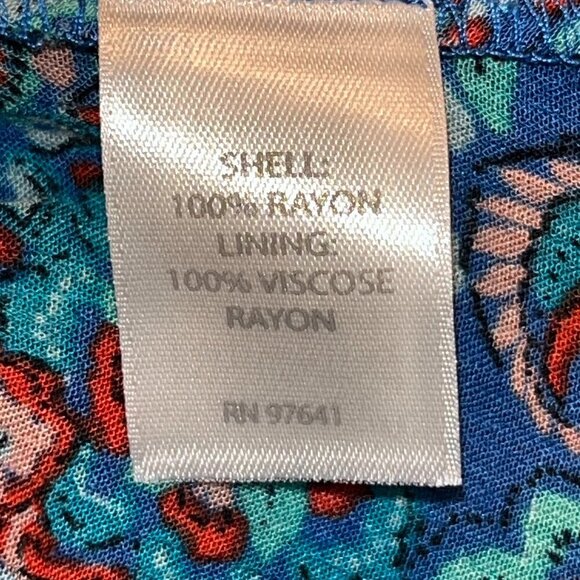 SHELL:
100% RAYON
LINING:
100% VISCOSE
RAYON
RN 97641